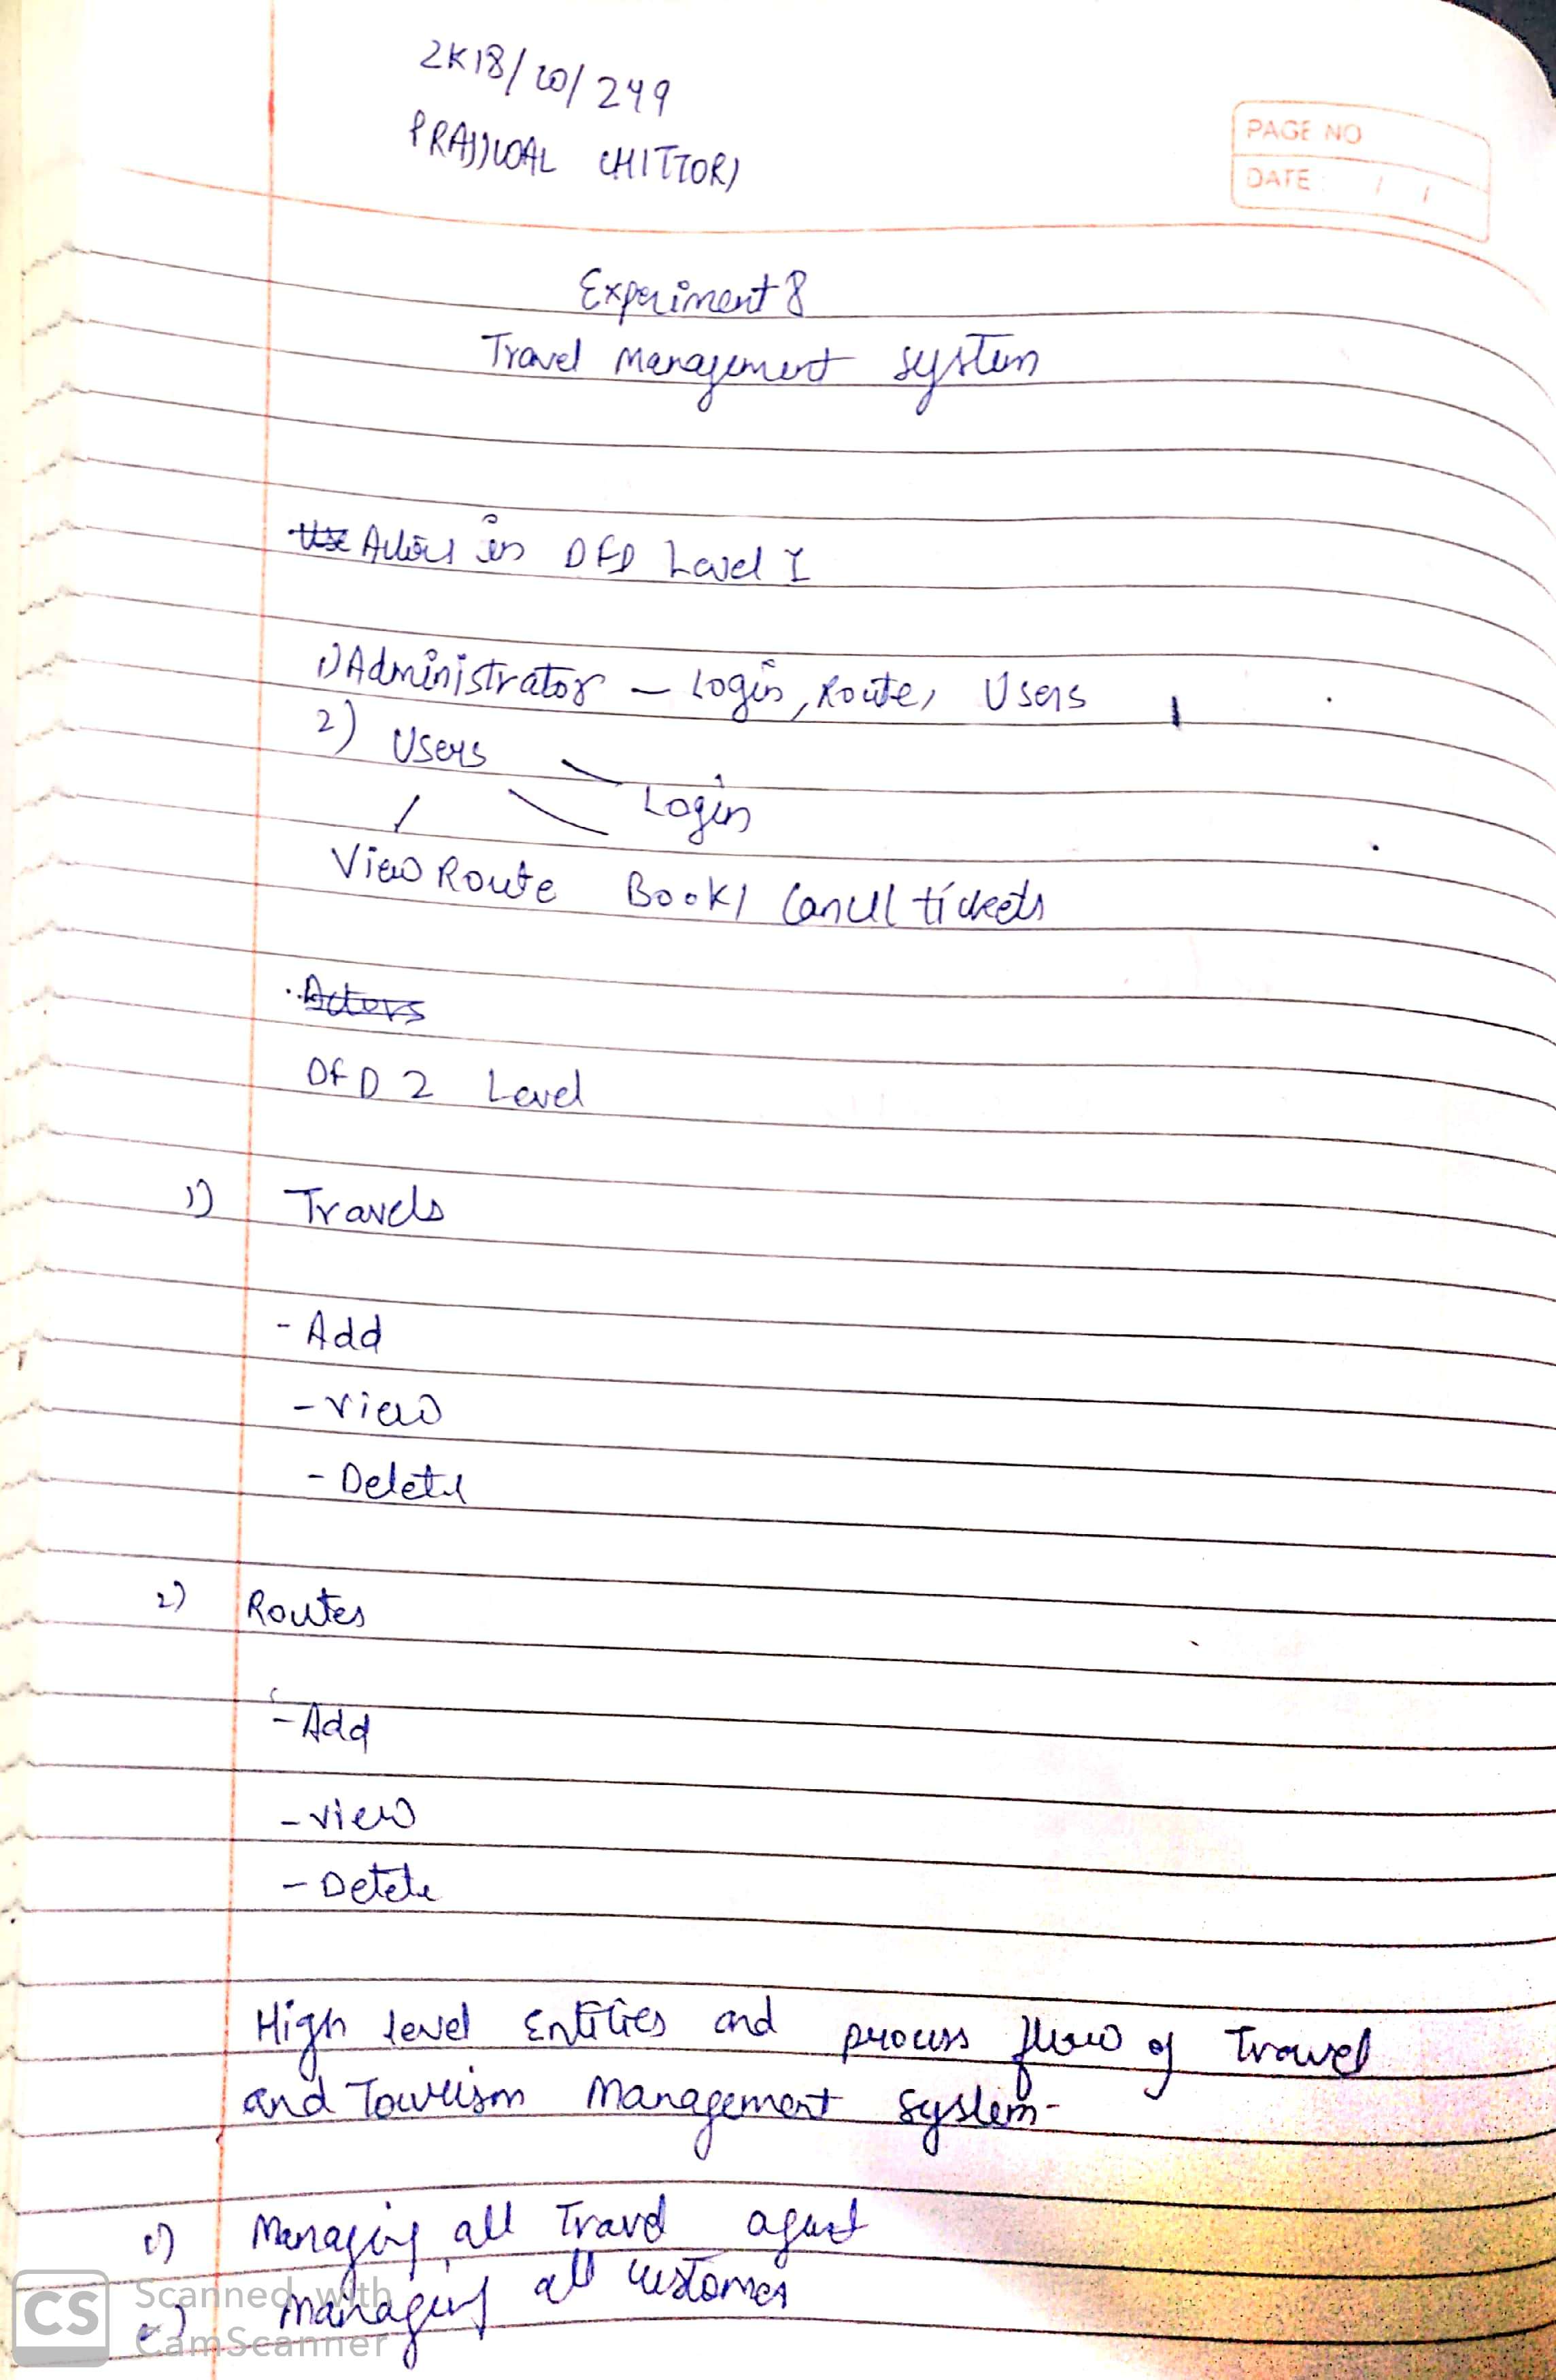 2K18/CO/249
PRAJJWAL CHITTORI
PAGE NO
DATE: / /
Experiment 8
Travel Management System
Use Actors in DFD Level 1
1) Administrator - Login, Route, Users
2) Users
Login
View Route Book/ Cancel tickets
Actors
DFD 2 Level
1) Travels
- Add
- View
- Delete
2) Routes
- Add
- view
- Delete
High level Entities and process flow of Travel
and Tourism Management System-
1) Managing all Travel agent
2) Managing all customer
CS Scanned with
CamScanner